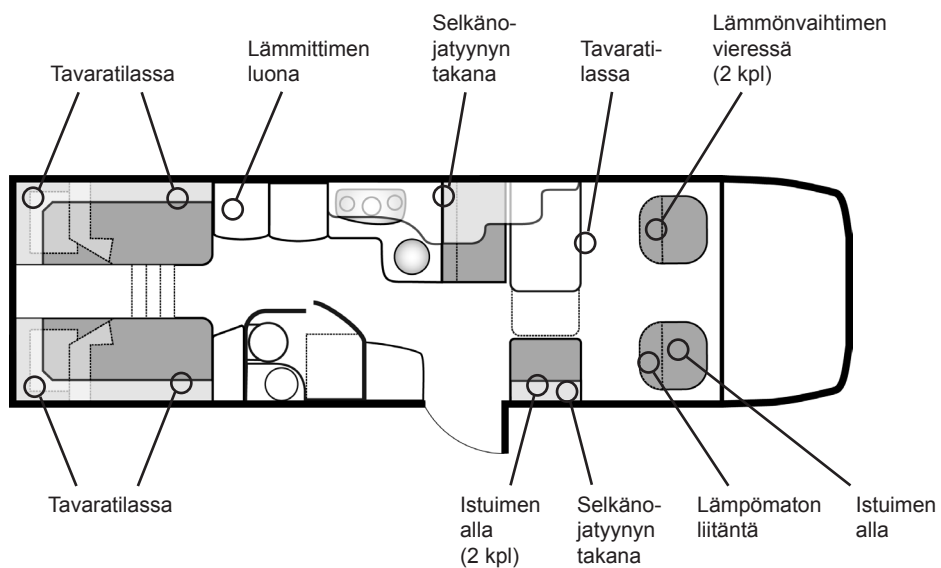 Tavaratilassa
Lämmittimen
luona
Selkäno-
jatyynyn
takana
Tavarati-
lassa
Lämmönvaihtimen
vieressä
(2 kpl)
Tavaratilassa
Istuimen
alla
(2 kpl)
Selkäno-
jatyynyn
takana
Lämpömaton
liitäntä
Istuimen
alla